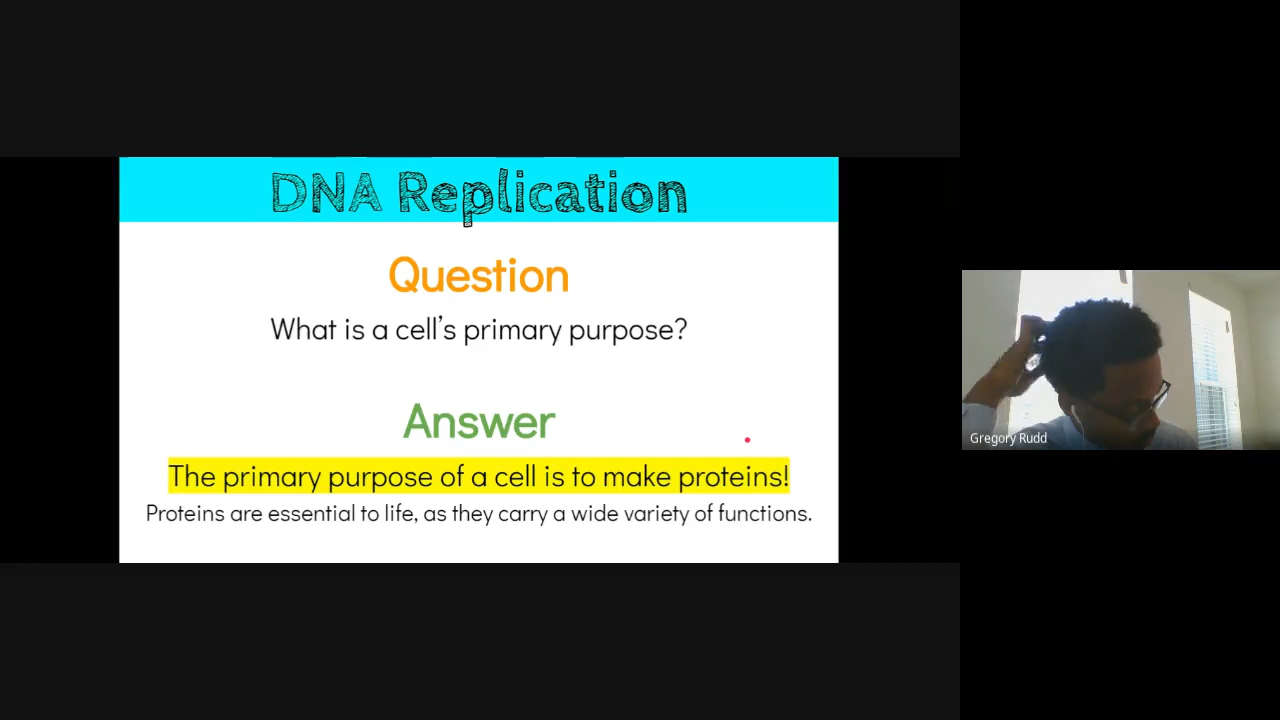 DNA Replication
Question
What is a cell's primary purpose?
Answer
The primary purpose of a cell is to make proteins!
Proteins are essential to life, as they carry a wide variety of functions.
Gregory Rudd